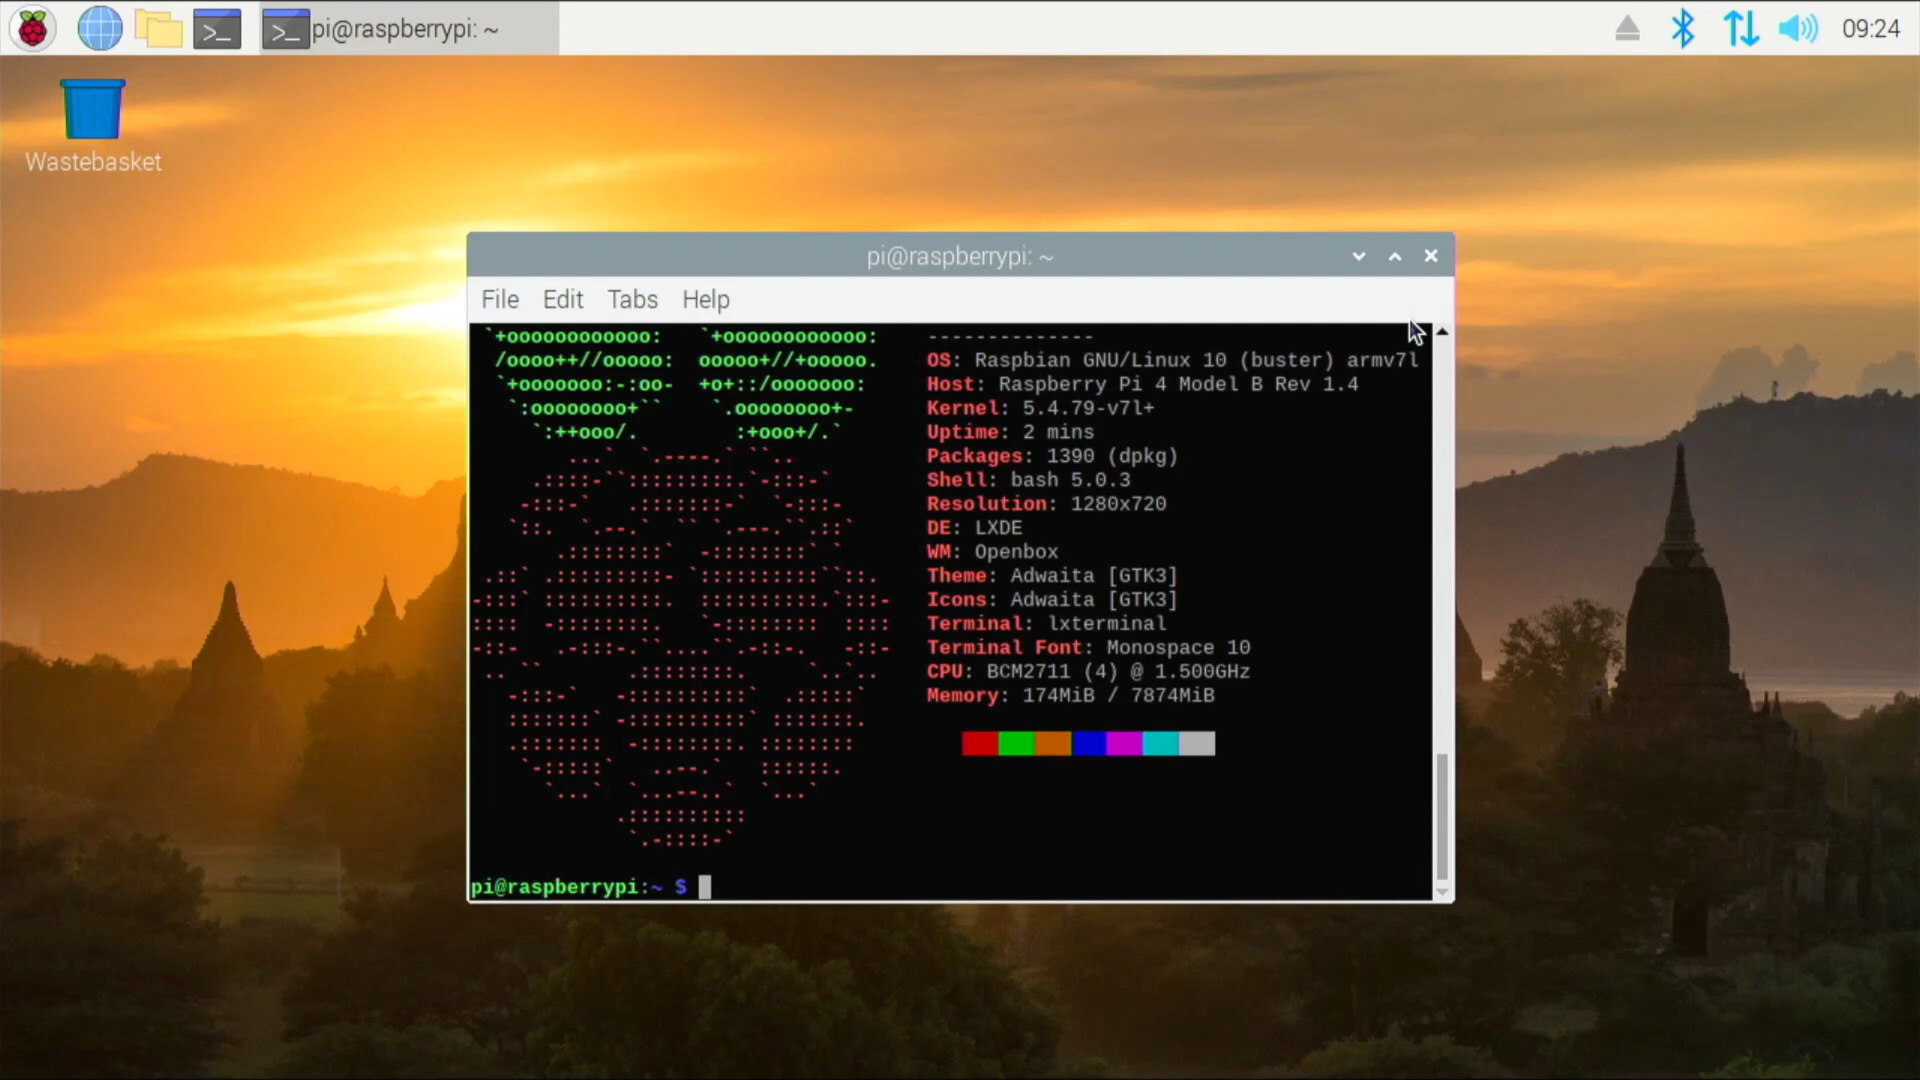 pi@raspberrypi: ~
09:24
Wastebasket
pi@raspberrypi: ~
File Edit Tabs Help
--------------
OS: Raspbian GNU/Linux 10 (buster) armv7l
Host: Raspberry Pi 4 Model B Rev 1.4
Kernel: 5.4.79-v7l+
Uptime: 2 mins
Packages: 1390 (dpkg)
Shell: bash 5.0.3
Resolution: 1280x720
DE: LXDE
WM: Openbox
Theme: Adwaita [GTK3]
Icons: Adwaita [GTK3]
Terminal: lxterminal
Terminal Font: Monospace 10
CPU: BCM2711 (4) @ 1.500GHz
Memory: 174MiB / 7874MiB
pi@raspberrypi:~ $